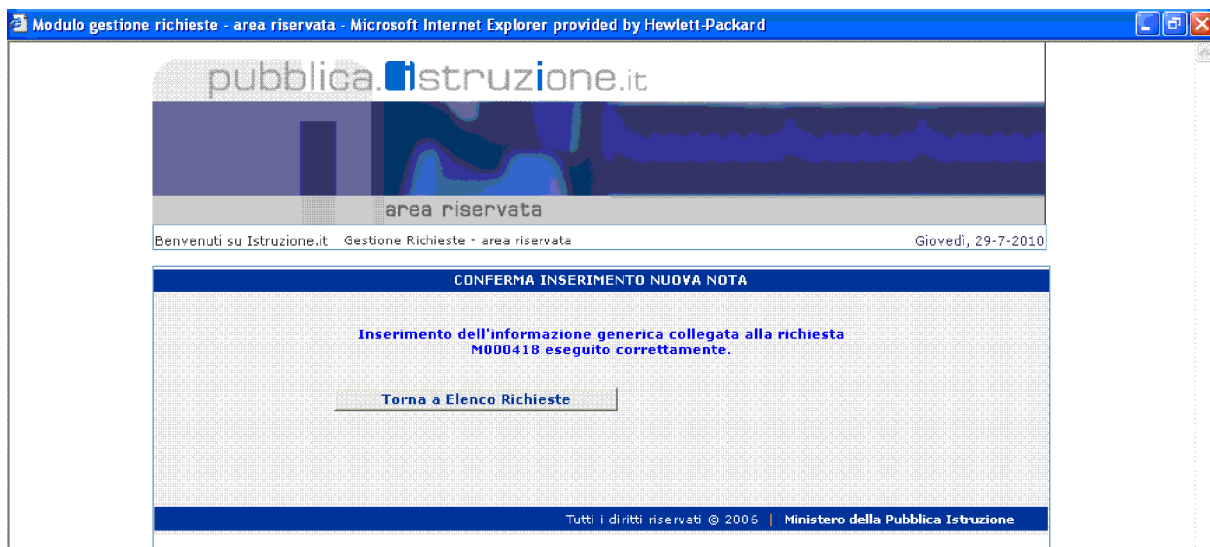 Modulo gestione richieste - area riservata - Microsoft Internet Explorer provided by Hewlett-Packard
pubblica.istruzione.it
area riservata
Benvenuti su Istruzione.it Gestione Richieste - area riservata Giovedì, 29-7-2010
CONFERMA INSERIMENTO NUOVA NOTA
Inserimento dell'informazione generica collegata alla richiesta
M000418 eseguito correttamente.
Torna a Elenco Richieste
Tutti i diritti riservati © 2006 | Ministero della Pubblica Istruzione